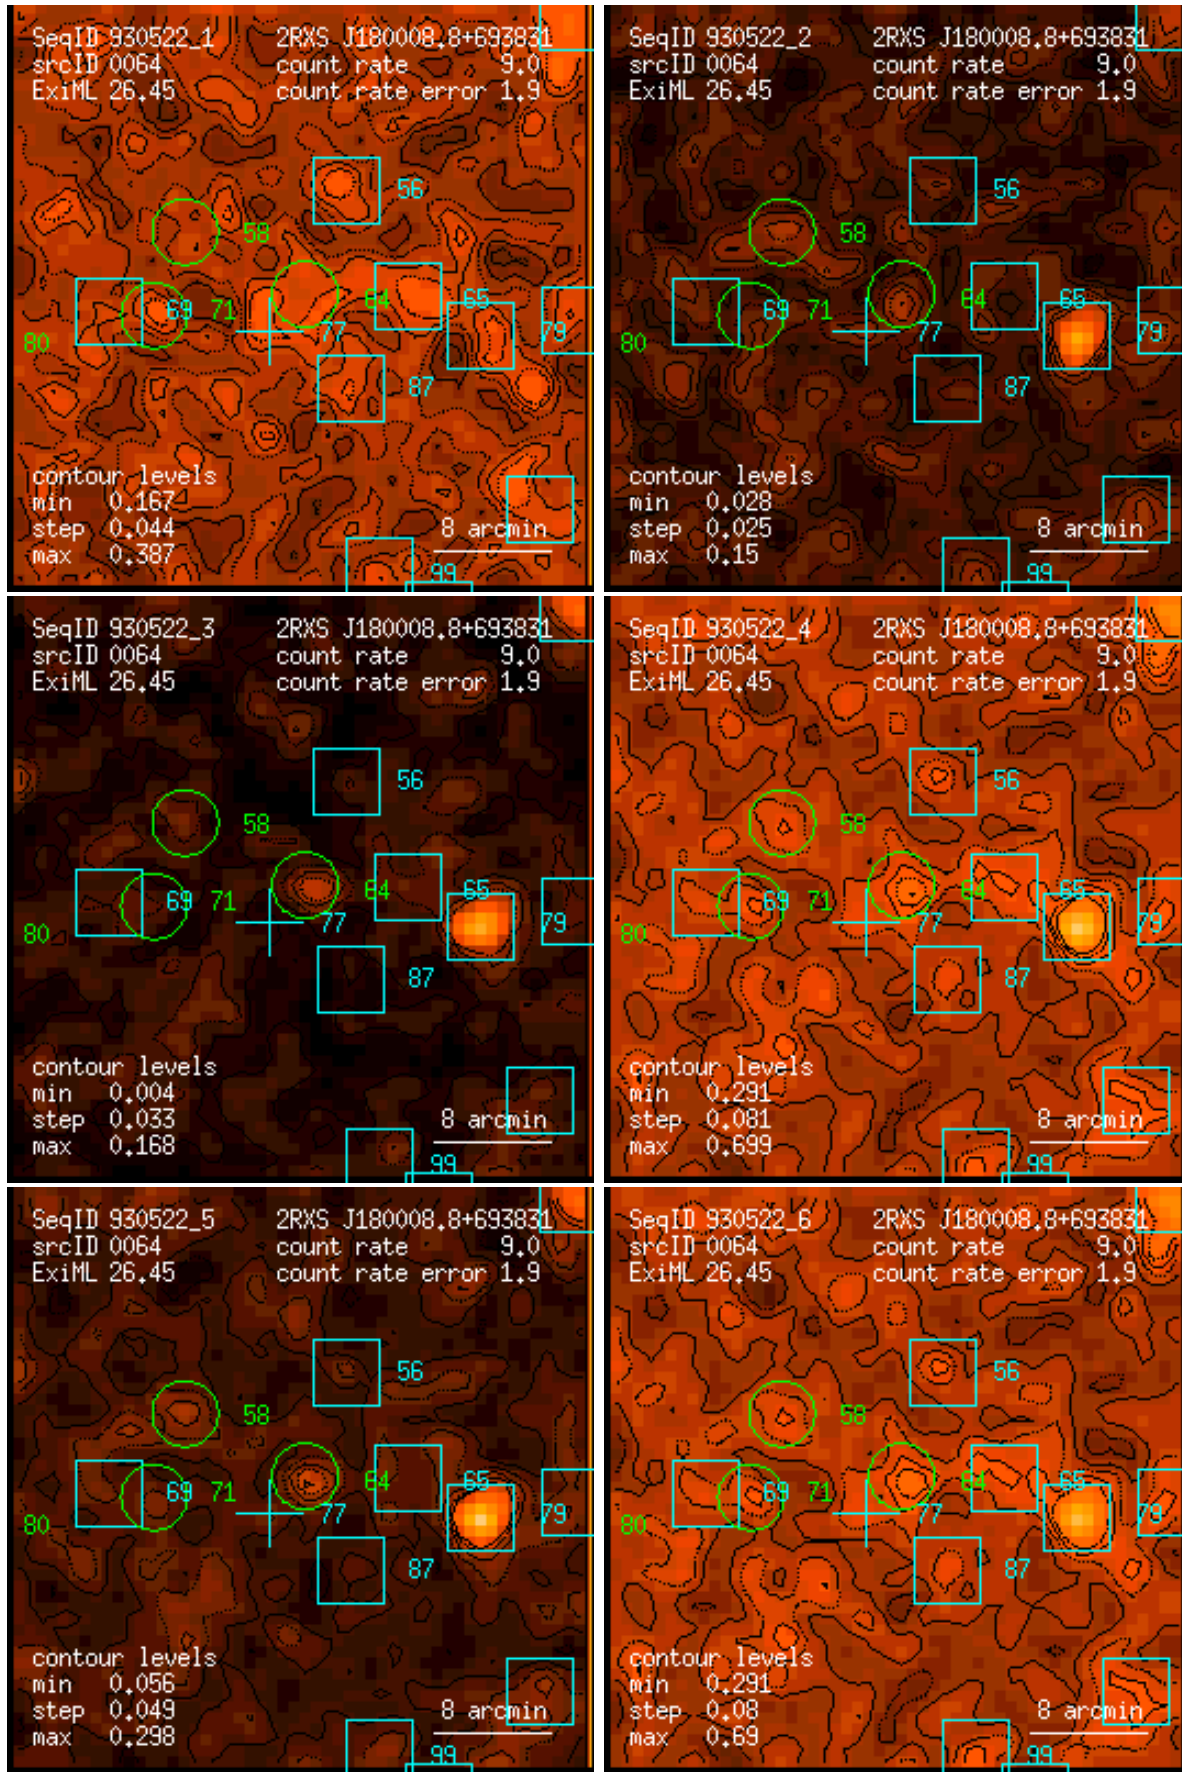 SeqID 930522_1 2RXS J180008.8+693831
srcID 0064 count rate 9.0
ExiML 26.45 count rate error 1.9
56
58
69 71 64 65
77 79
80
87
contour levels
min 0.167
step 0.044 8 arcmin
max 0.387
99
SeqID 930522_2 2RXS J180008.8+693831
srcID 0064 count rate 9.0
ExiML 26.45 count rate error 1.9
56
58
69 71 64 65
77 79
80
87
contour levels
min 0.028
step 0.025 8 arcmin
max 0.15
99
SeqID 930522_3 2RXS J180008.8+693831
srcID 0064 count rate 9.0
ExiML 26.45 count rate error 1.9
56
58
69 71 64 65
77 79
80
87
contour levels
min 0.004
step 0.033 8 arcmin
max 0.168
99
SeqID 930522_4 2RXS J180008.8+693831
srcID 0064 count rate 9.0
ExiML 26.45 count rate error 1.9
56
58
69 71 64 65
77 79
80
87
contour levels
min 0.291
step 0.081 8 arcmin
max 0.699
99
SeqID 930522_5 2RXS J180008.8+693831
srcID 0064 count rate 9.0
ExiML 26.45 count rate error 1.9
56
58
69 71 64 65
77 79
80
87
contour levels
min 0.056
step 0.049 8 arcmin
max 0.298
99
SeqID 930522_6 2RXS J180008.8+693831
srcID 0064 count rate 9.0
ExiML 26.45 count rate error 1.9
56
58
69 71 64 65
77 79
80
87
contour levels
min 0.291
step 0.08 8 arcmin
max 0.69
99